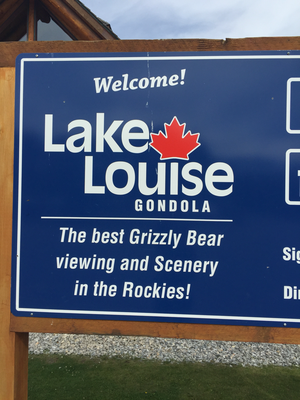 Welcome!
Lake
Louise
GONDOLA
The best Grizzly Bear
viewing and Scenery
in the Rockies!